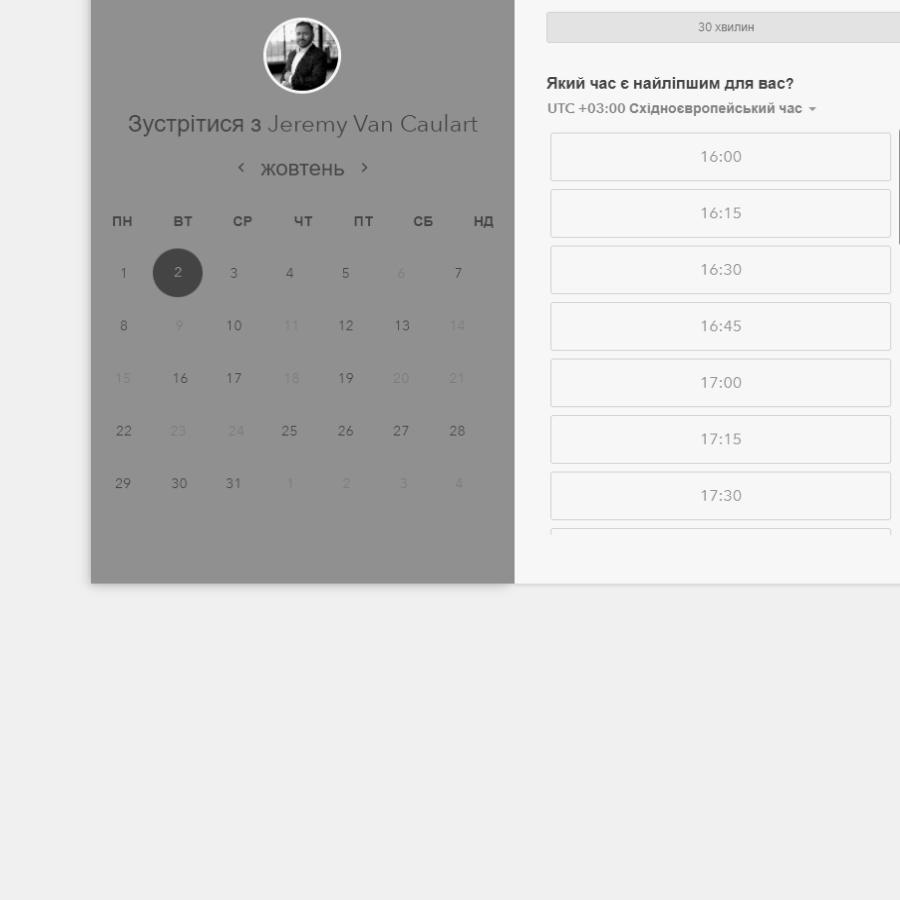 Зустрітися з Jeremy Van Caulart
жовтень
ПН ВТ СР ЧТ ПТ СБ НД
1 2 3 4 5 6 7
8 9 10 11 12 13 14
15 16 17 18 19 20 21
22 23 24 25 26 27 28
29 30 31 1 2 3 4
30 хвилин
Який час є найліпшим для вас?
UTC +03:00 Східноєвропейський час
16:00
16:15
16:30
16:45
17:00
17:15
17:30